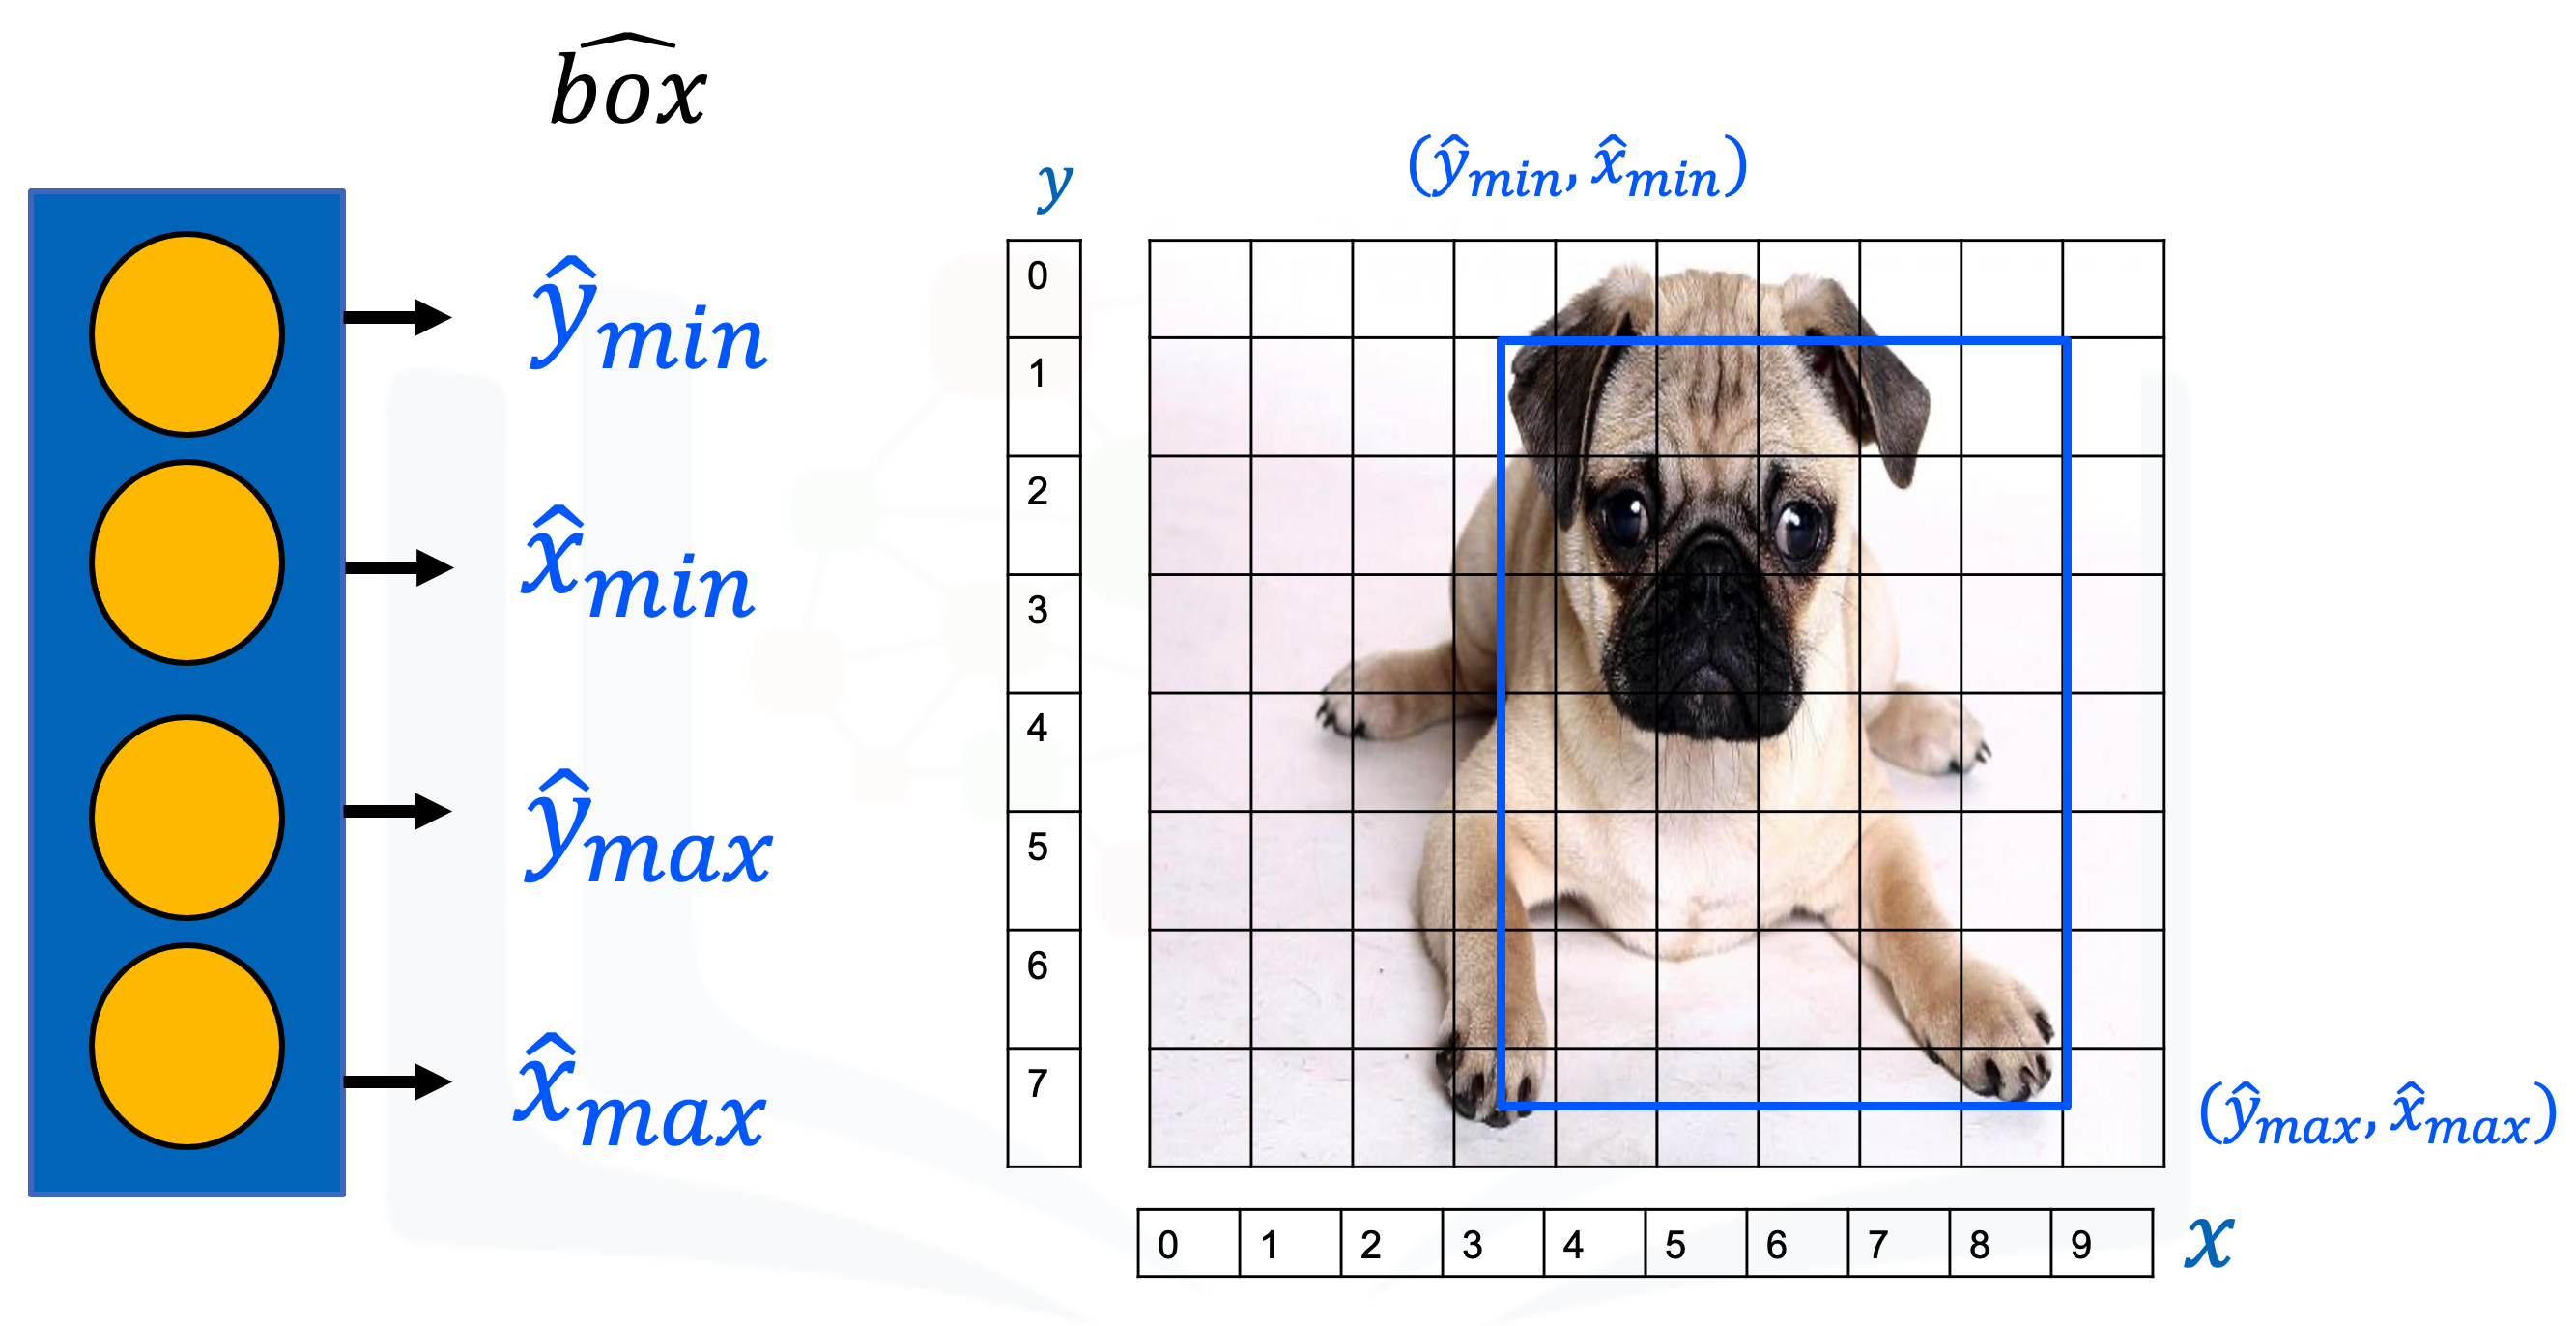 b͡ox
ŷmin
x̂min
ŷmax
x̂max
y
0
1
2
3
4
5
6
7
(ŷmin, x̂min)
(ŷmax, x̂max)
0 1 2 3 4 5 6 7 8 9
x